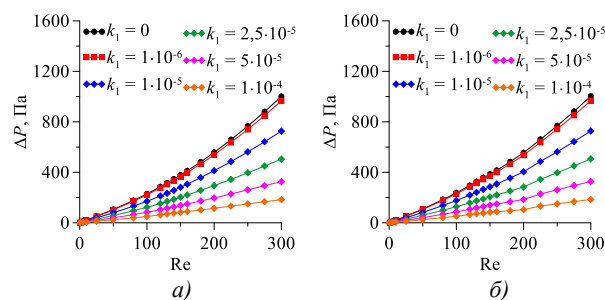 1600
1200
800
400
0
ΔP, Па
k₁ = 0
k₁ = 1·10⁻⁶
k₁ = 1·10⁻⁵
k₁ = 2,5·10⁻⁵
k₁ = 5·10⁻⁵
k₁ = 1·10⁻⁴
0 100 200 300
Re
а)
1600
1200
800
400
0
ΔP, Па
k₁ = 0
k₁ = 1·10⁻⁶
k₁ = 1·10⁻⁵
k₁ = 2,5·10⁻⁵
k₁ = 5·10⁻⁵
k₁ = 1·10⁻⁴
0 100 200 300
Re
б)